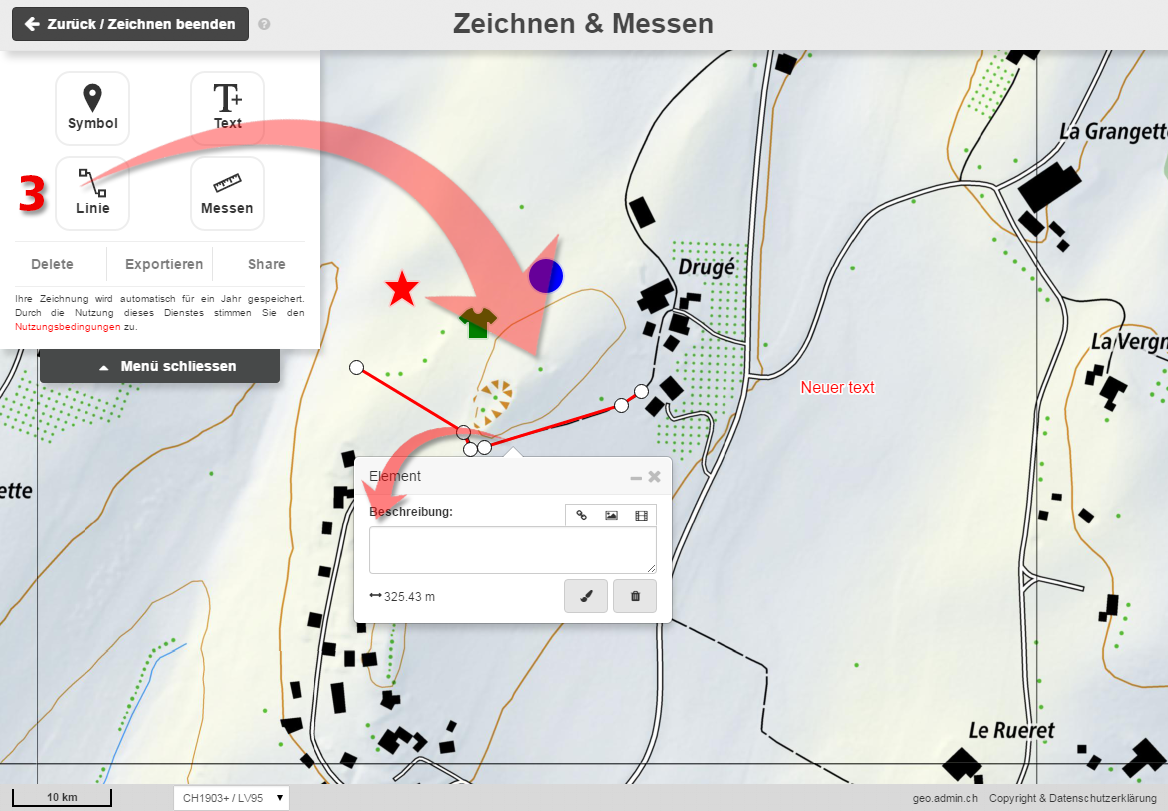 Zurück / Zeichnen beenden
Zeichnen & Messen
Symbol
Text
3
Linie
Messen
Delete
Exportieren
Share
Ihre Zeichnung wird automatisch für ein Jahr gespeichert.
Durch die Nutzung dieses Dienstes stimmen Sie den
Nutzungsbedingungen zu.
Menü schliessen
La Grangette
Drugé
La Vergn
Neuer text
ette
Element
Beschreibung:
325.43 m
Le Rueret
10 km
CH1903+ / LV95
geo.admin.ch
Copyright & Datenschutzerklärung